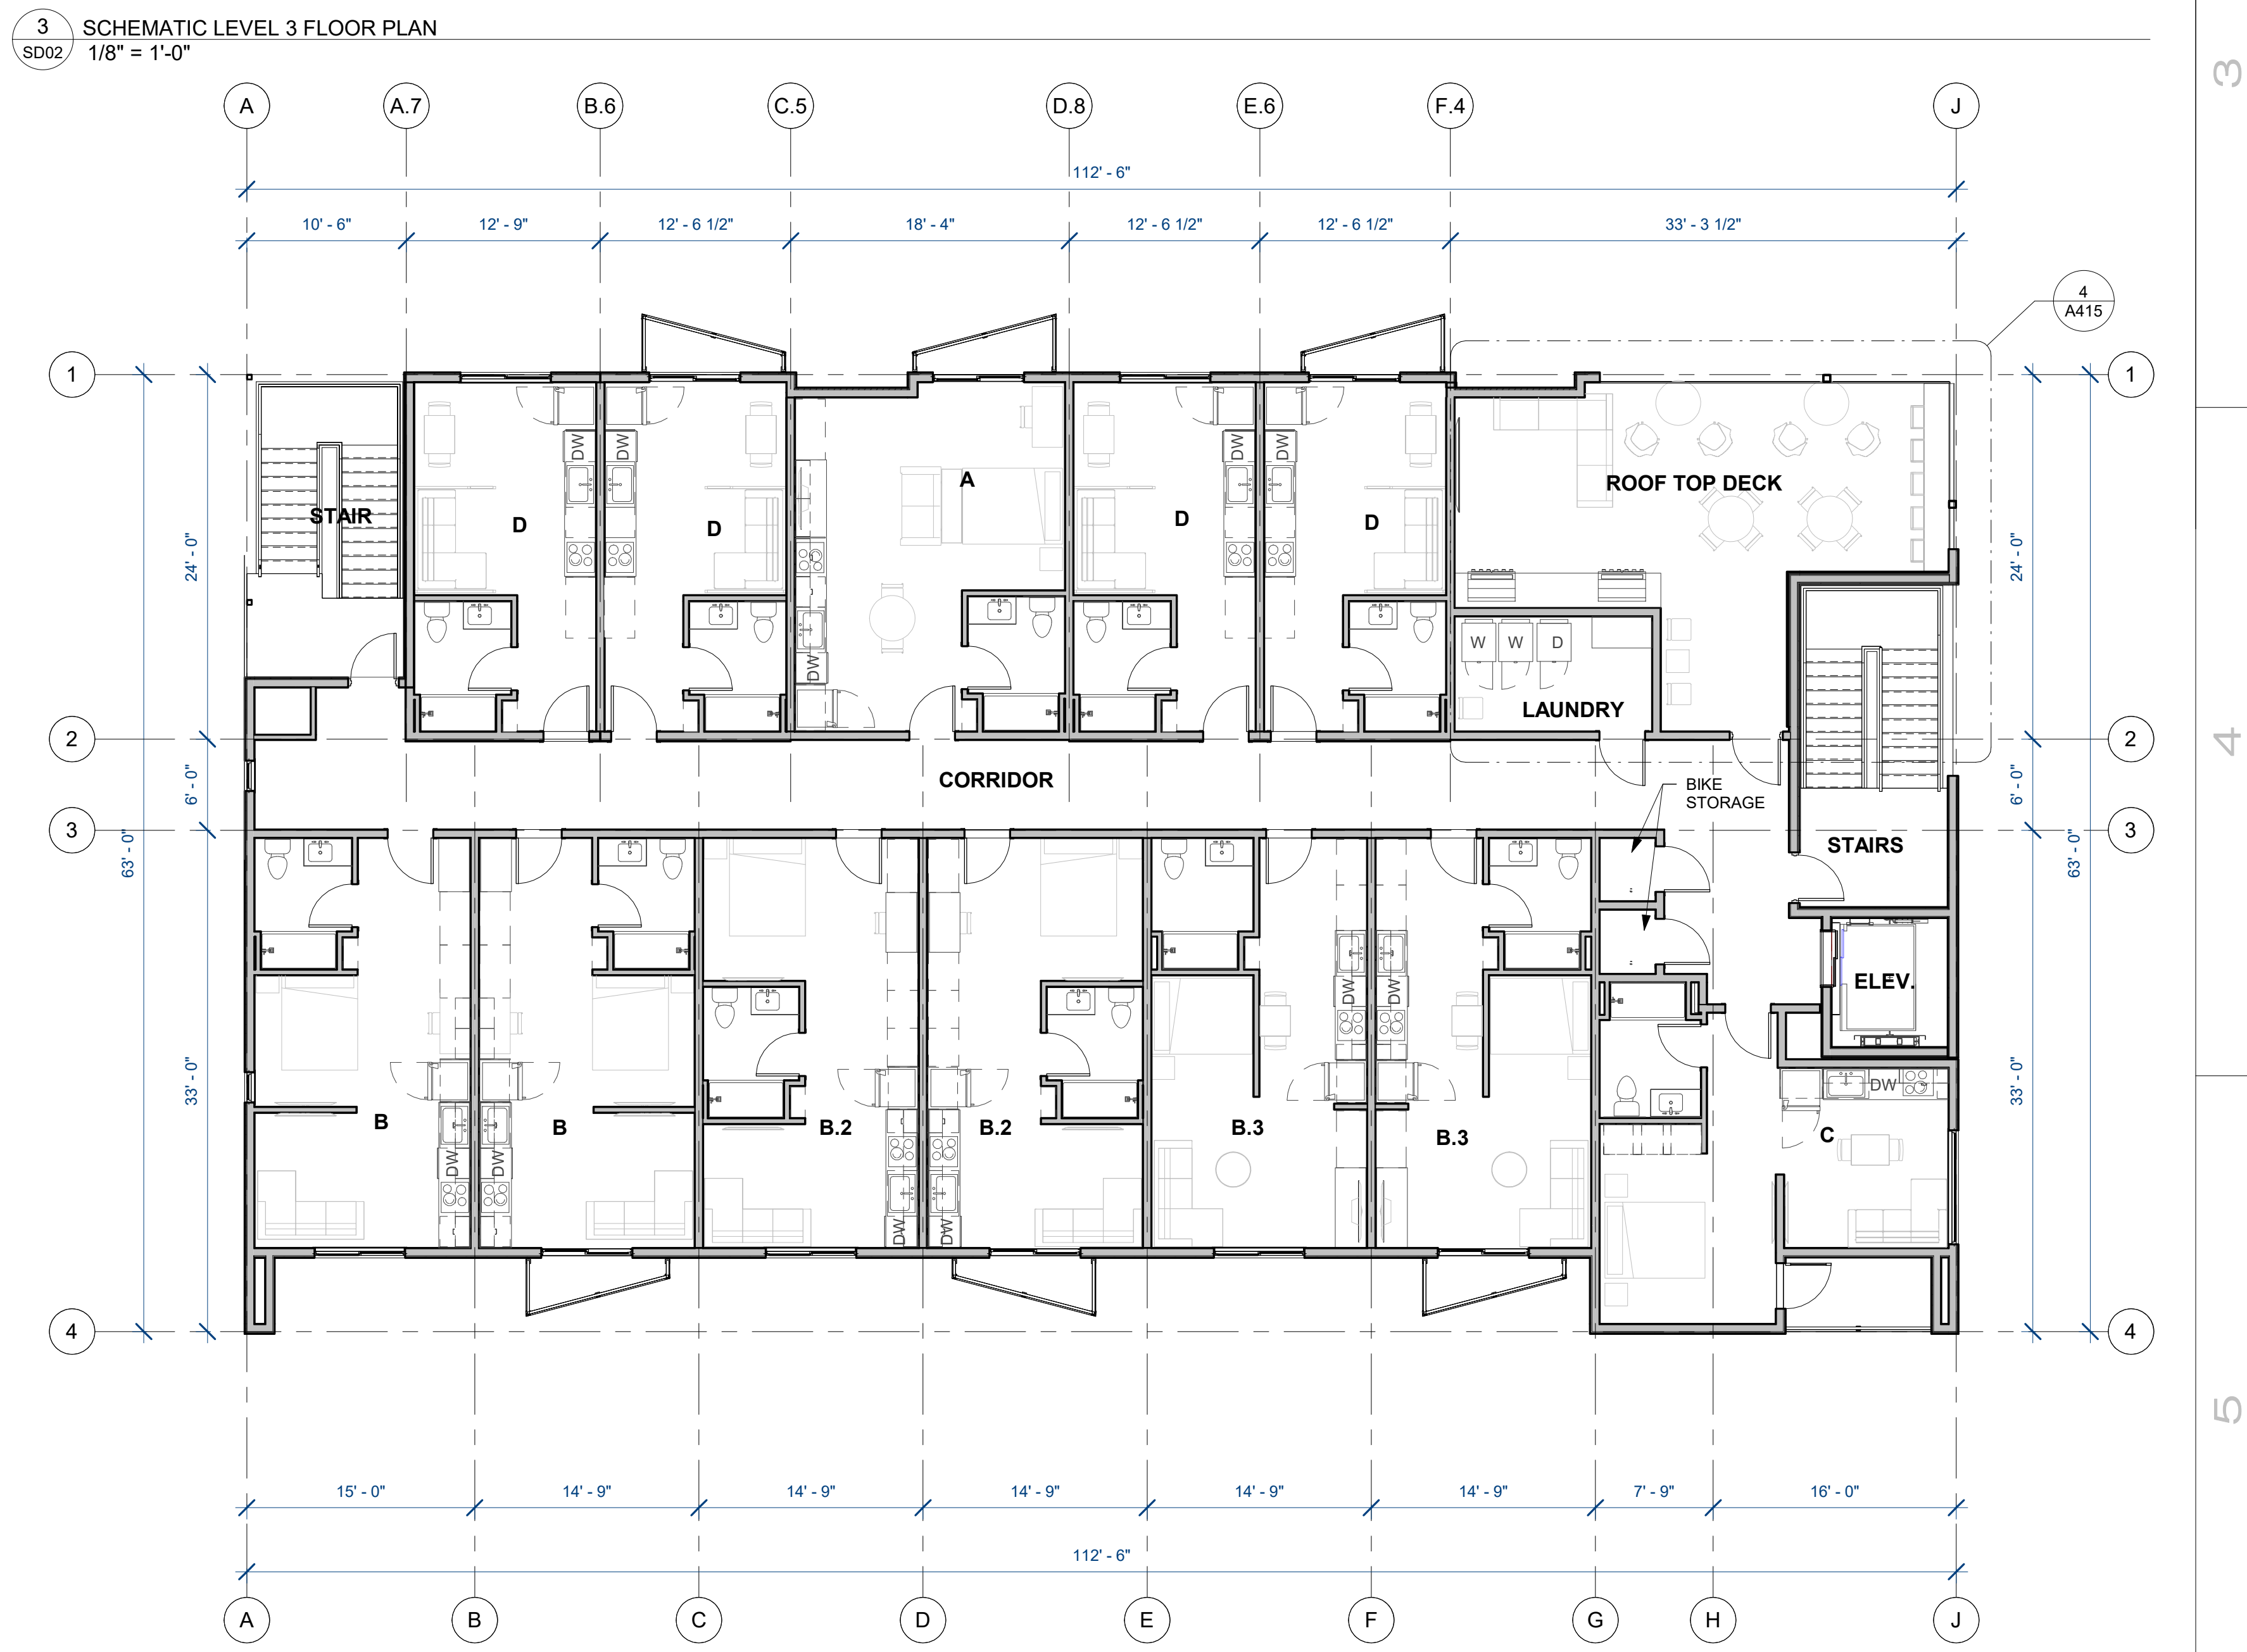 3
SD02
SCHEMATIC LEVEL 3 FLOOR PLAN
1/8" = 1'-0"
3
A
A.7
B.6
C.5
D.8
E.6
F.4
J
112' - 6"
10' - 6"
12' - 9"
12' - 6 1/2"
18' - 4"
12' - 6 1/2"
12' - 6 1/2"
33' - 3 1/2"
4
A415
1
1
DW
DW
DW
DW
STAIR
D
D
A
D
D
ROOF TOP DECK
24' - 0"
24' - 0"
W
W
D
DW
LAUNDRY
2
2
4
CORRIDOR
6' - 0"
6' - 0"
BIKE
STORAGE
3
3
63' - 0"
63' - 0"
STAIRS
ELEV.
DW
DW
33' - 0"
33' - 0"
DW
B
B
B.2
B.2
B.3
B.3
C
DW
DW
DW
DW
4
4
5
15' - 0"
14' - 9"
14' - 9"
14' - 9"
14' - 9"
14' - 9"
7' - 9"
16' - 0"
112' - 6"
A
B
C
D
E
F
G
H
J